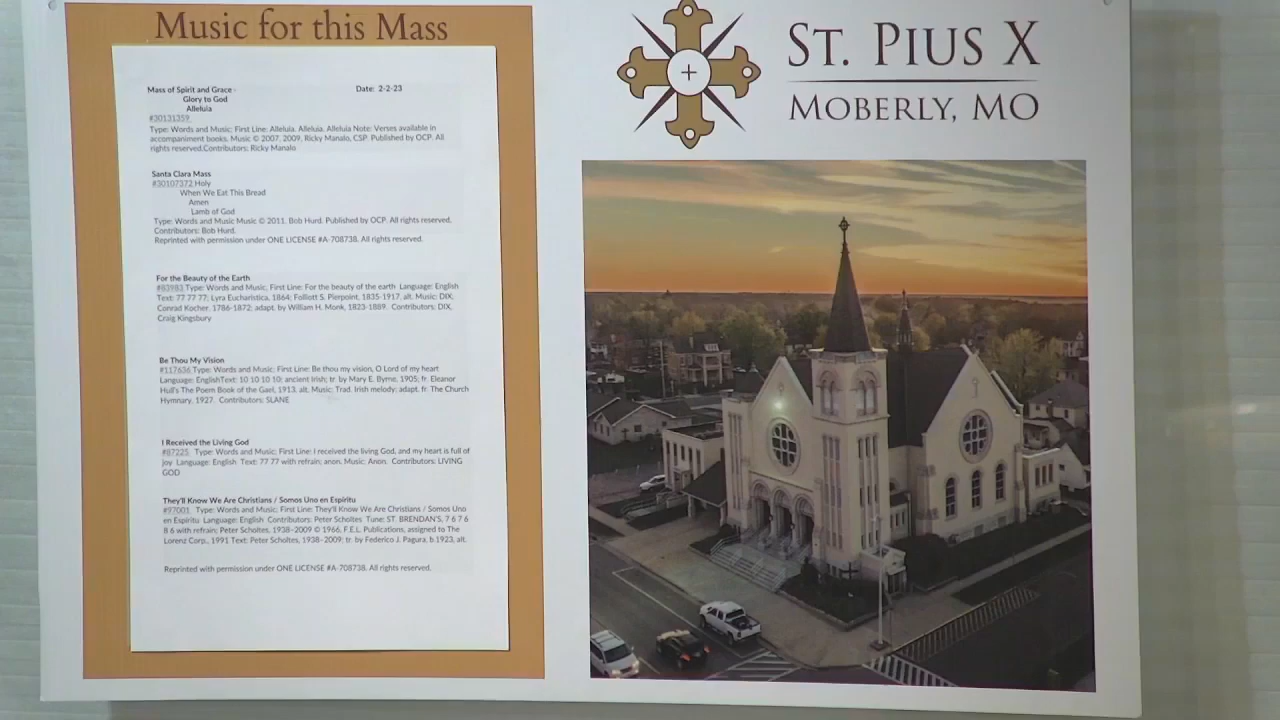 Music for this Mass
Mass of Spirit and Grace -
Date: 2-2-23
Glory to God
Alleluia
#30131359
Type: Words and Music; First Line: Alleluia, Alleluia, Alleluia Note: Verses available in
accompaniment books. Music © 2007, 2009, Ricky Manalo, CSP. Published by OCP. All
rights reserved.Contributors: Ricky Manalo
Santa Clara Mass
#30107372 Holy
When We Eat This Bread
Amen
Lamb of God
Type: Words and Music Music © 2011, Bob Hurd. Published by OCP. All rights reserved.
Contributors: Bob Hurd.
Reprinted with permission under ONE LICENSE #A-708738. All rights reserved.
For the Beauty of the Earth
#83983 Type: Words and Music; First Line: For the beauty of the earth Language: English
Text: 77 77 77; Lyra Eucharistica, 1864; Folliott S. Pierpoint, 1835-1917, alt. Music: DIX,
Conrad Kocher, 1786-1872; adapt. by William H. Monk, 1823-1889. Contributors: DIX,
Craig Kingsbury
Be Thou My Vision
#117636 Type: Words and Music; First Line: Be thou my vision, O Lord of my heart
Language: EnglishText: 10 10 10 10; ancient Irish; tr. by Mary E. Byrne, 1905; fr. Eleanor
Hull's The Poem Book of the Gael, 1913, alt. Music: Trad. Irish melody; adapt. fr. The Church
Hymnary, 1927. Contributors: SLANE
I Received the Living God
#87225 Type: Words and Music; First Line: I received the living God, and my heart is full of
joy Language: English Text: 77 77 with refrain; anon. Music: Anon. Contributors: LIVING
GOD
They'll Know We Are Christians / Somos Uno en Espíritu
#97001 Type: Words and Music; First Line: They'll Know We Are Christians / Somos Uno
en Espíritu Language: English Contributors: Peter Scholtes Tune: ST. BRENDAN'S, 7 6 7 6
8 6 with refrain; Peter Scholtes, 1938-2009 © 1966, F.E.L. Publications, assigned to The
Lorenz Corp., 1991 Text: Peter Scholtes, 1938-2009; tr. by Federico J. Pagura, b.1923, alt.
Reprinted with permission under ONE LICENSE #A-708738. All rights reserved.
ST. PIUS X
MOBERLY, MO